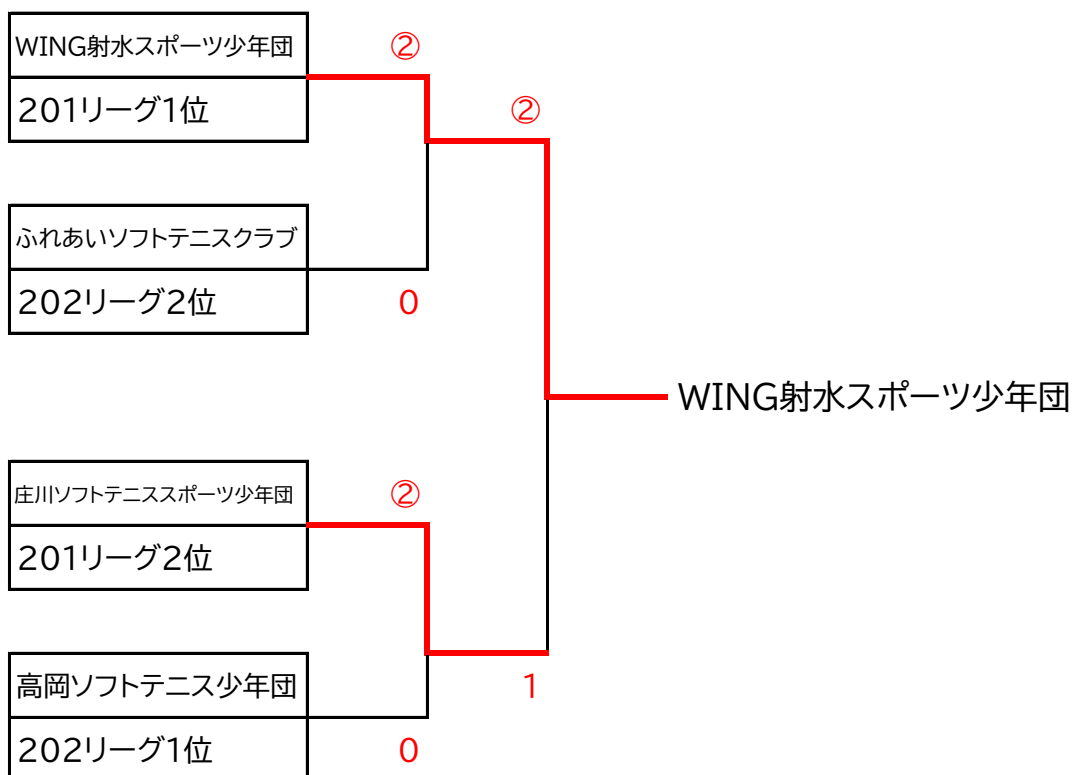 WING射水スポーツ少年団
②
201リーグ1位
②
ふれあいソフトテニスクラブ
202リーグ2位
0
WING射水スポーツ少年団
庄川ソフトテニススポーツ少年団
②
201リーグ2位
高岡ソフトテニス少年団
1
202リーグ1位
0